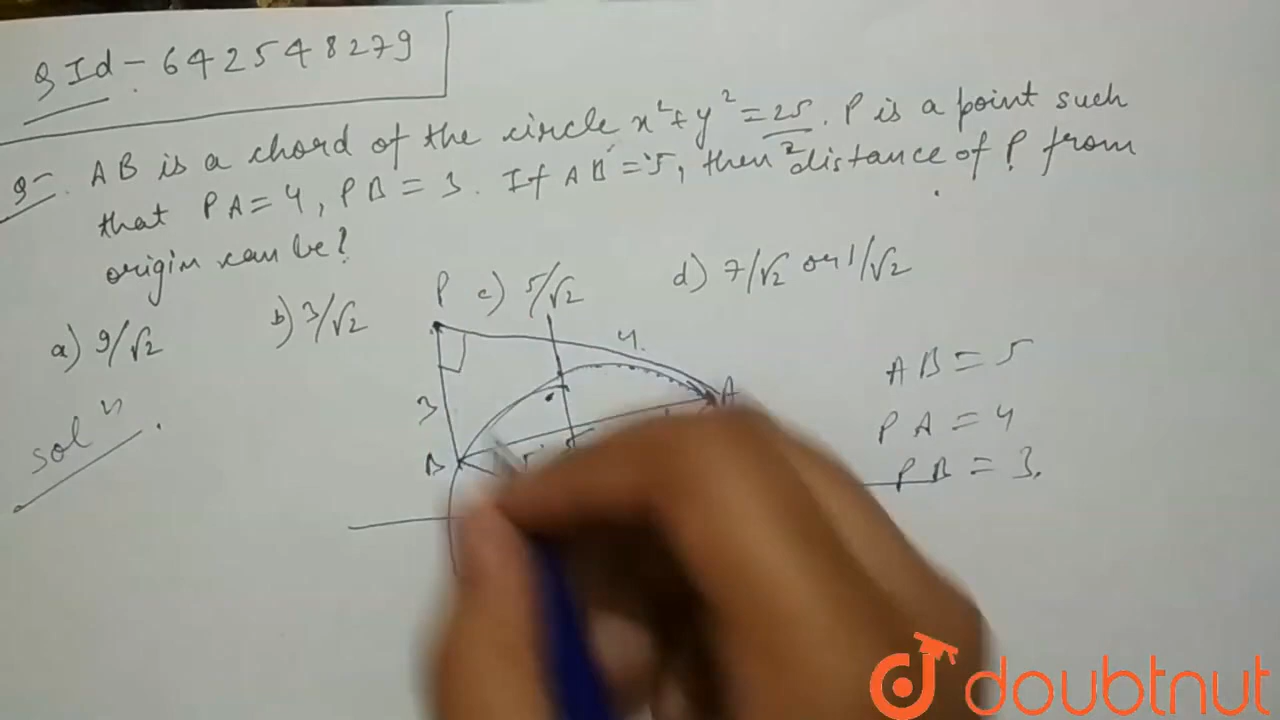 Q Id - 642548279
Q- AB is a chord of the circle x²+y²=25. P is a point such
that PA=4, PB=3. If AB=5, then distance of P from
origin can be?
a) 9/√2 b) 3/√2 c) 5/√2 d) 7/√2 or 1/√2
Solⁿ
P
4
A
3
B
AB=5
PA=4
PB=3.
doubtnut